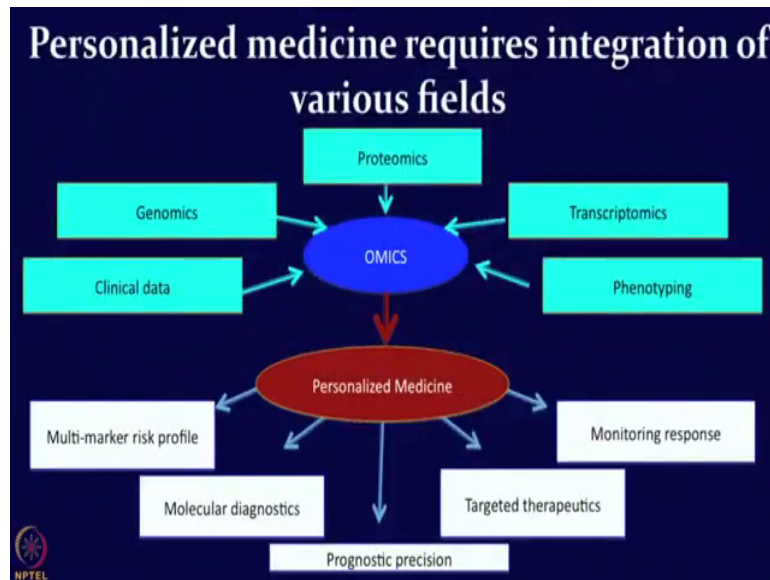 Personalized medicine requires integration of
various fields
Proteomics
Genomics
Transcriptomics
OMICS
Clinical data
Phenotyping
Personalized Medicine
Multi-marker risk profile
Monitoring response
Molecular diagnostics
Targeted therapeutics
Prognostic precision
NPTEL